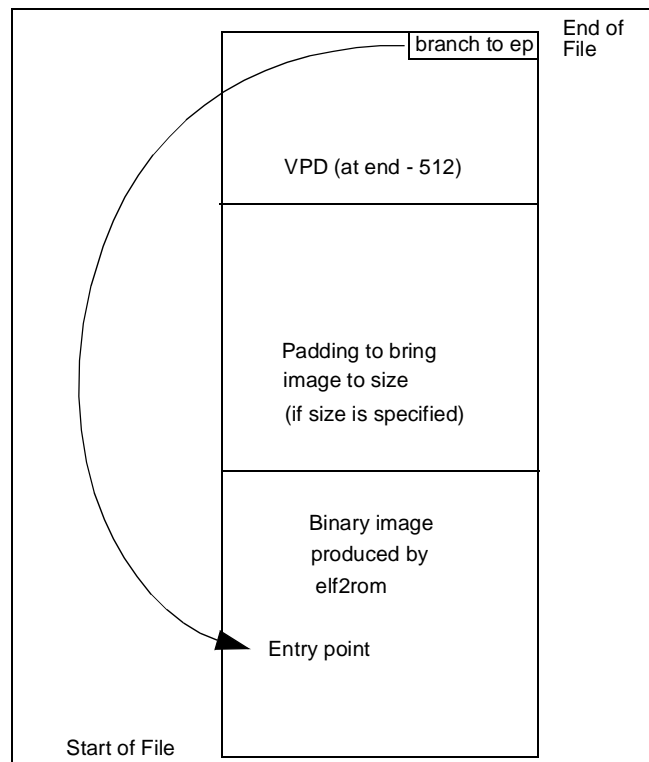 End of
File
branch to ep
VPD (at end - 512)
Padding to bring
image to size
(if size is specified)
Binary image
produced by
elf2rom
Entry point
Start of File